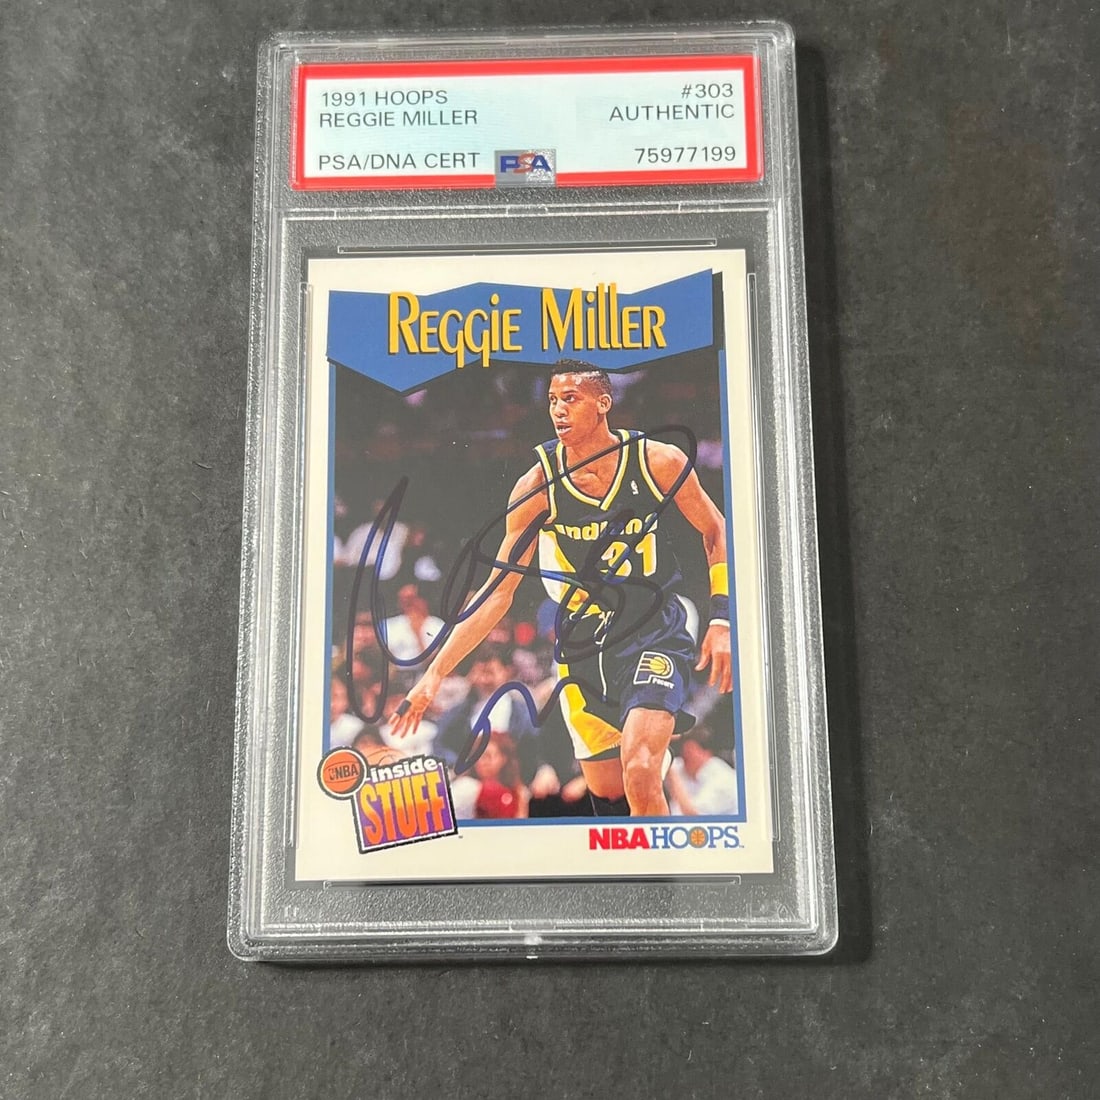 1991 HOOPS #303
REGGIE MILLER AUTHENTIC
PSA/DNA CERT PSA 75977199
REGGiE MillER
INDIANA
31
PACERS
NBA inside
STUFF
NBA HOOPS